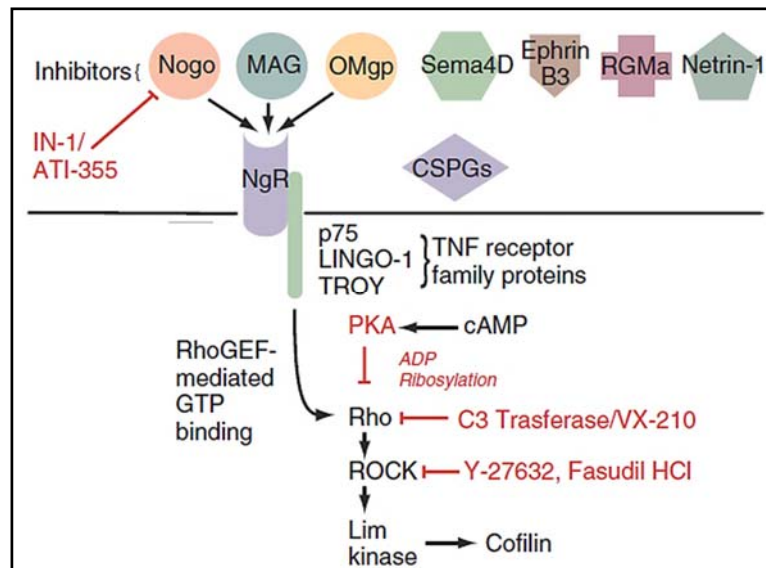 Nogo
MAG
OMgp
Sema4D
Ephrin
B3
RGMa
Netrin-1
Inhibitors{
IN-1/
ATI-355
NgR
CSPGs
p75
LINGO-1
TROY
}TNF receptor
family proteins
PKA
cAMP
ADP
Ribosylation
RhoGEF-
mediated
GTP
binding
Rho
C3 Trasferase/VX-210
ROCK
Y-27632, Fasudil HCl
Lim
kinase
Cofilin